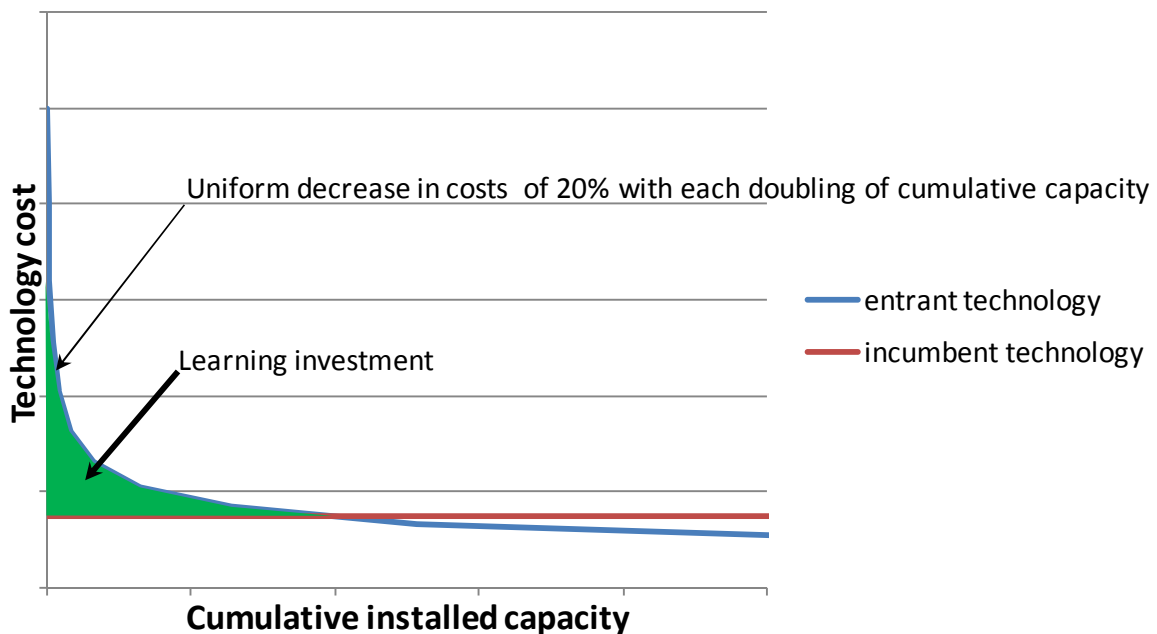 Technology cost
Uniform decrease in costs of 20% with each doubling of cumulative capacity
Learning investment
entrant technology
incumbent technology
Cumulative installed capacity